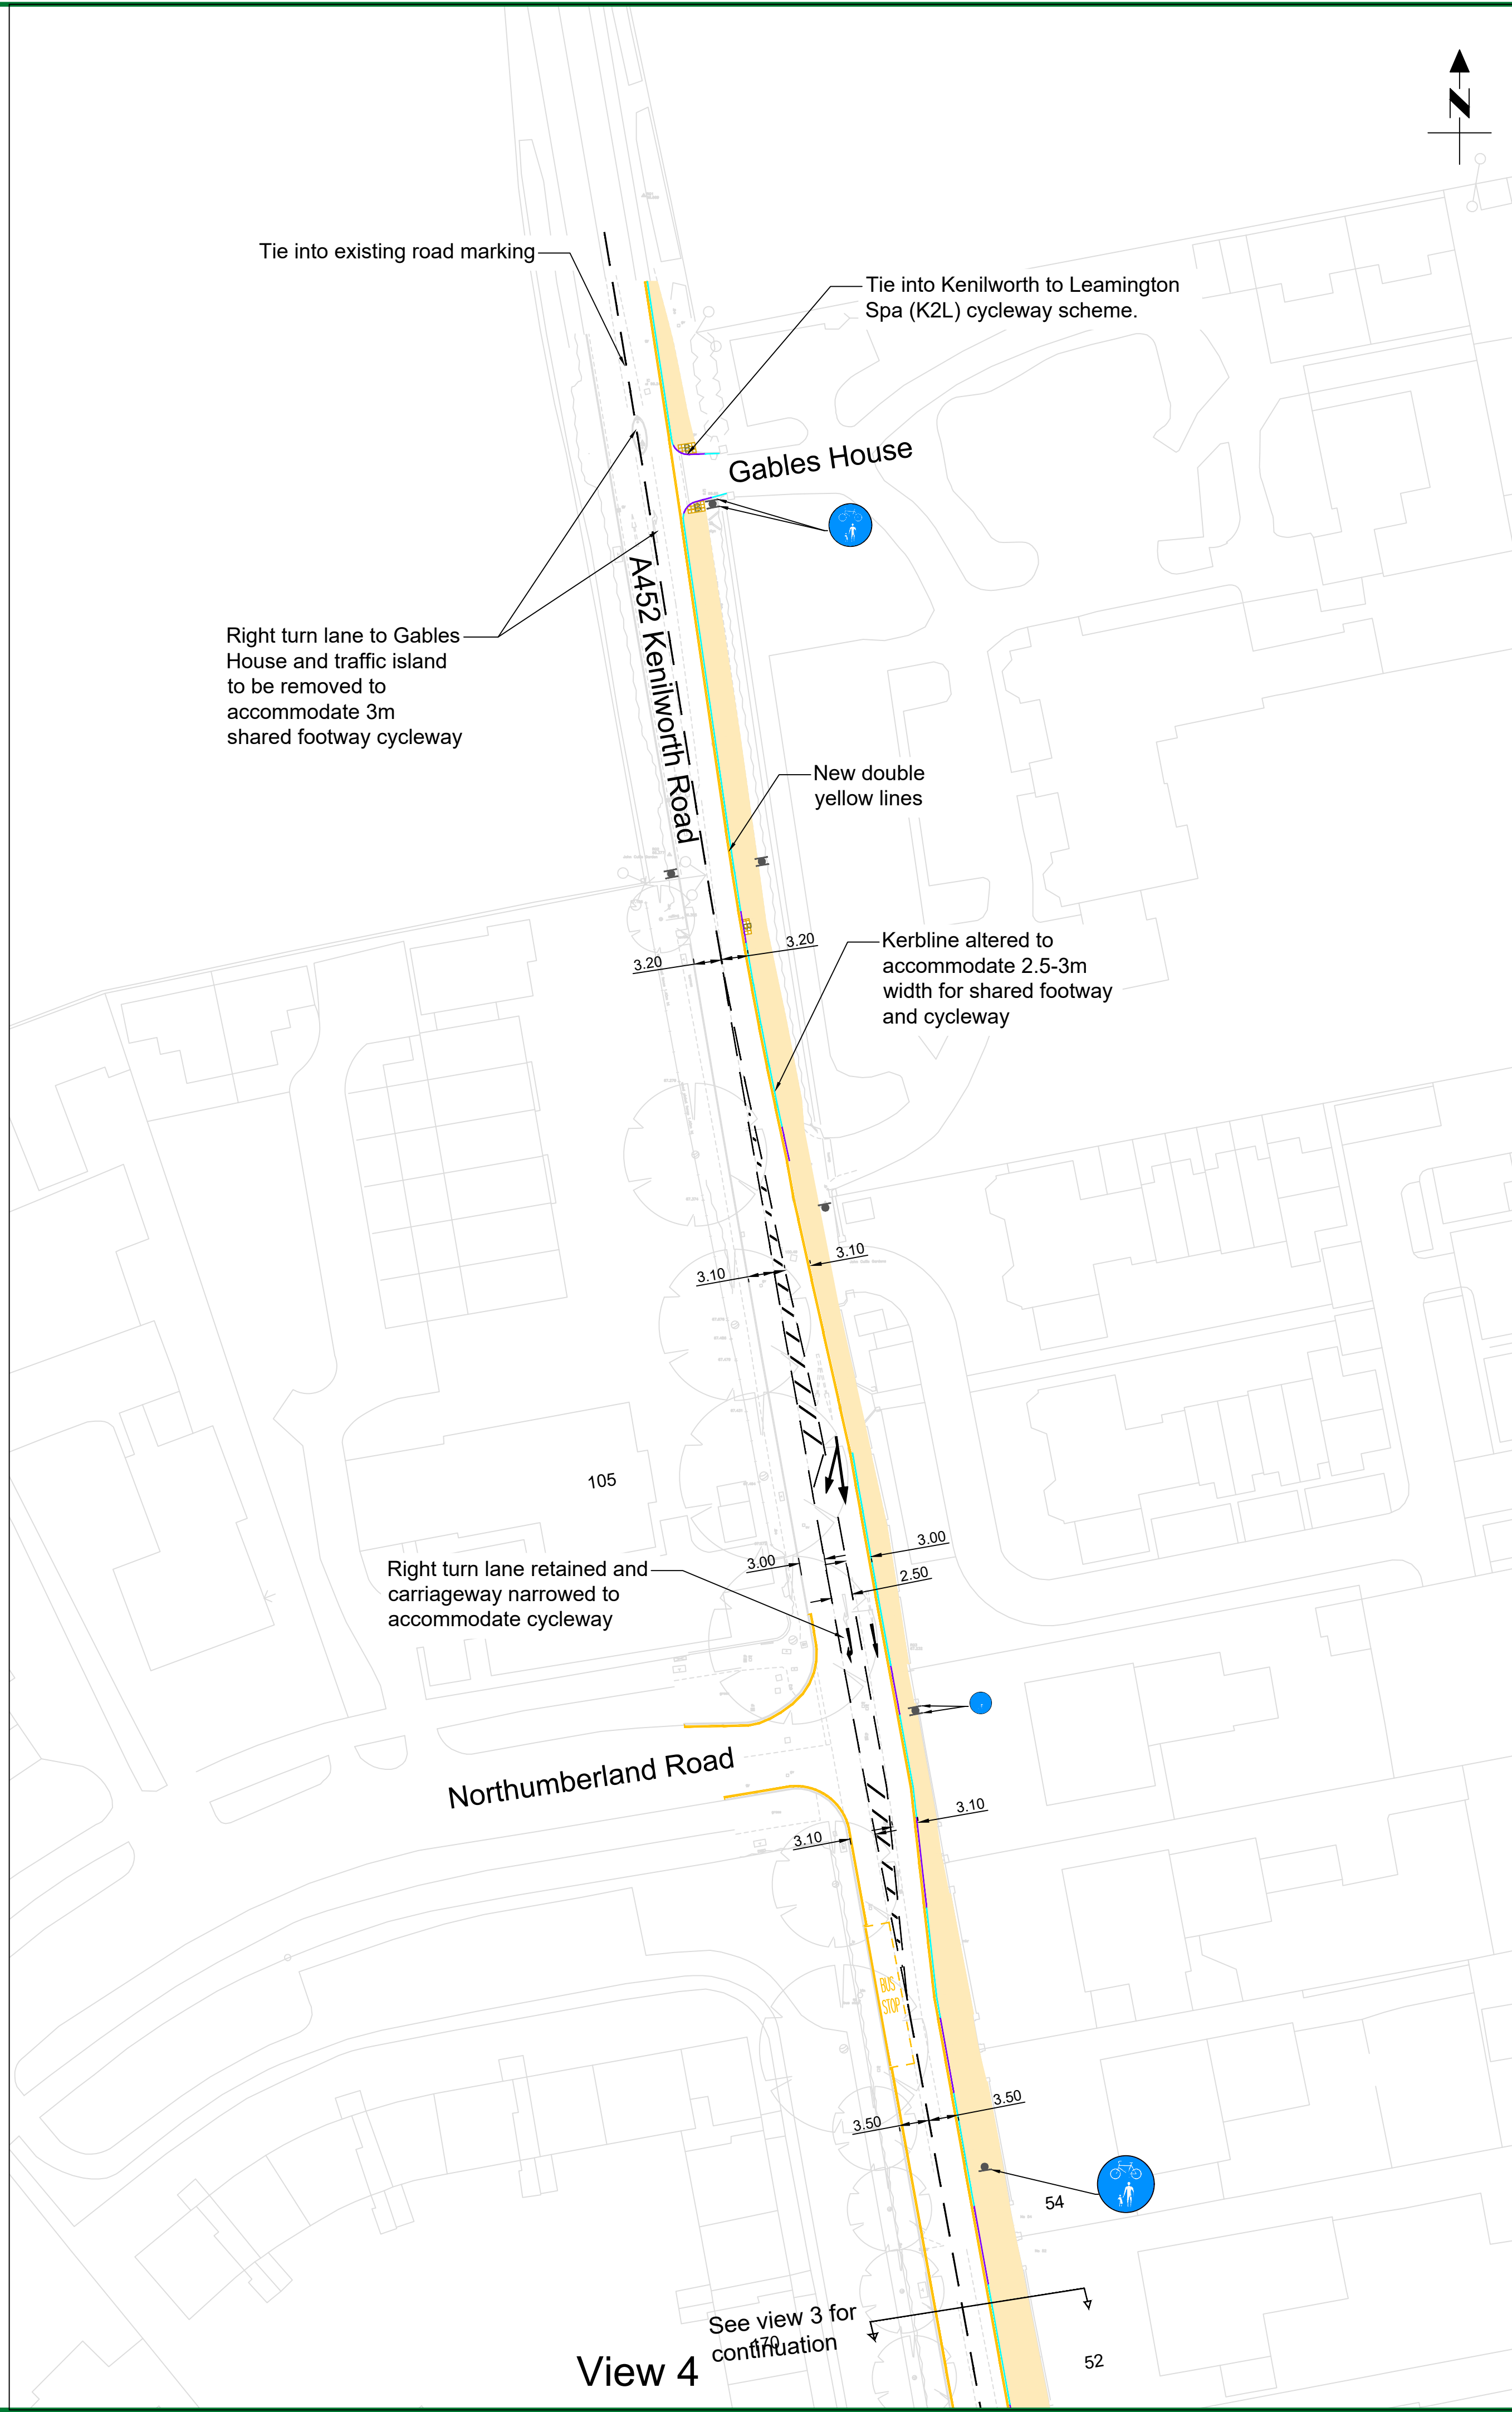 N
Tie into existing road marking
Tie into Kenilworth to Leamington
Spa (K2L) cycleway scheme.
Gables House
A452 Kenilworth Road
Right turn lane to Gables
House and traffic island
to be removed to
accommodate 3m
shared footway cycleway
New double
yellow lines
3.20
3.20
Kerbline altered to
accommodate 2.5-3m
width for shared footway
and cycleway
3.10
3.10
105
3.00
3.00
2.50
Right turn lane retained and
carriageway narrowed to
accommodate cycleway
Northumberland Road
3.10
3.10
BUS
STOP
3.50
3.50
54
See view 3 for
continuation
View 4
52